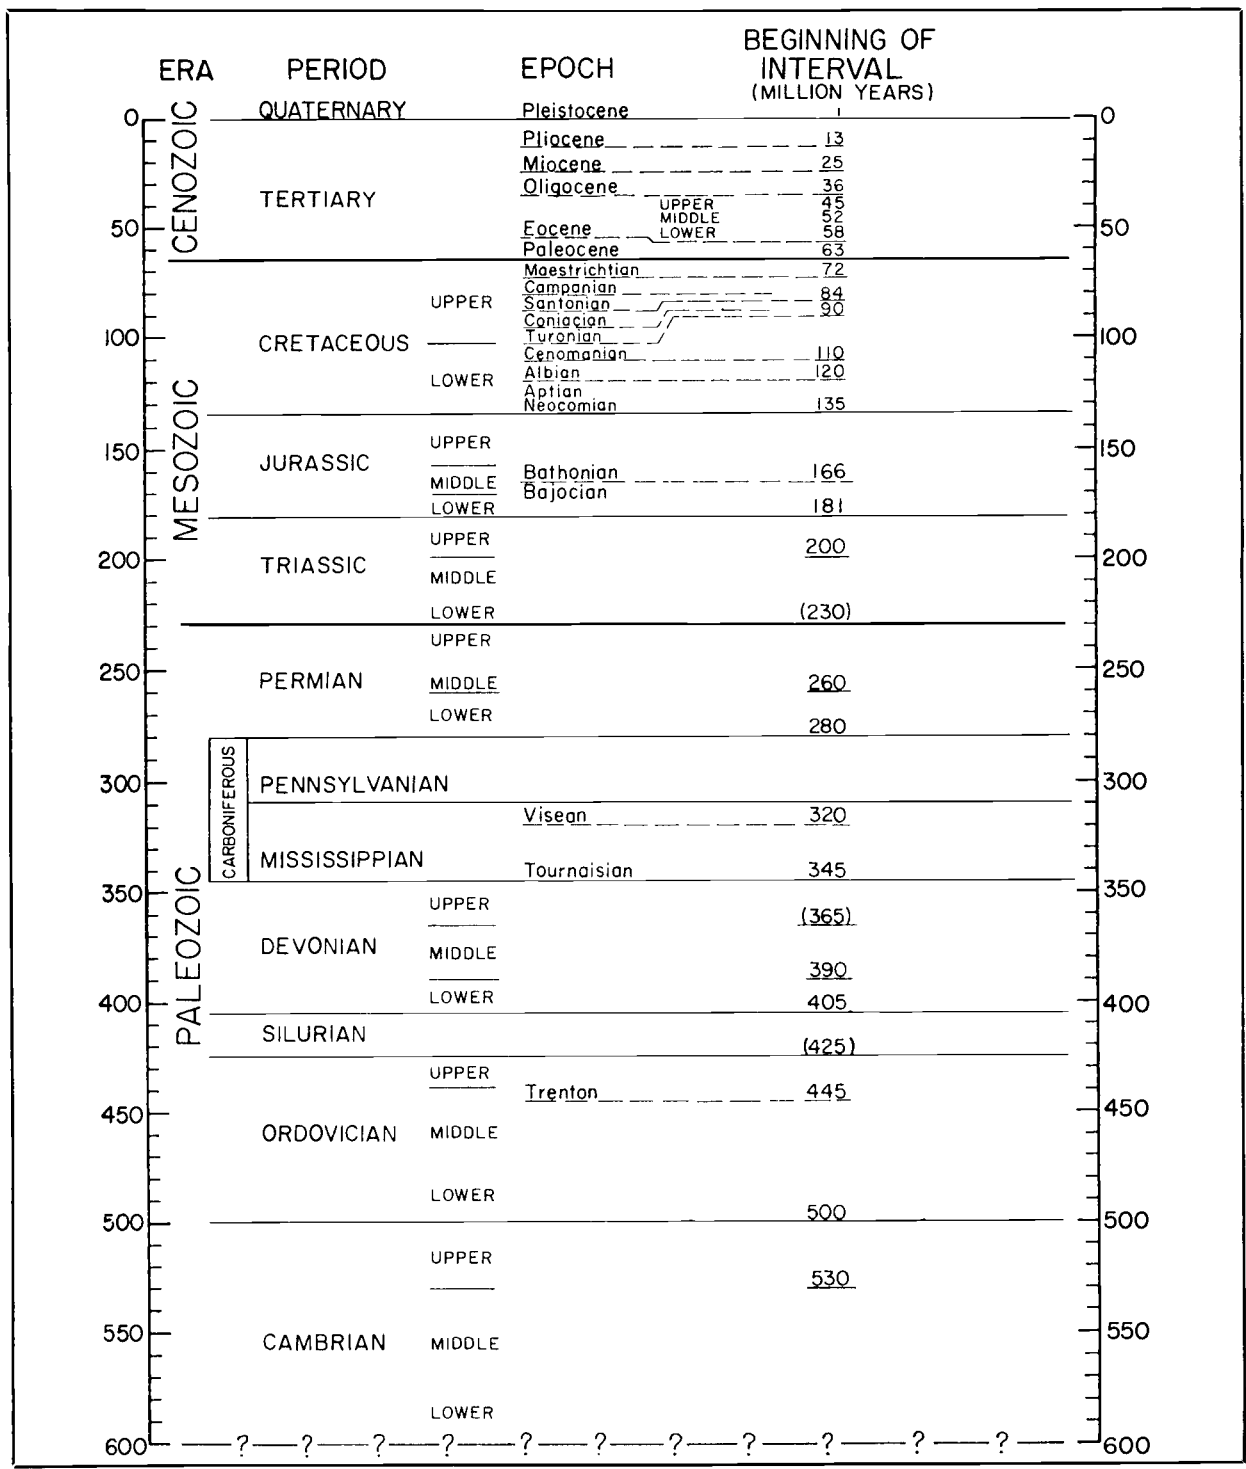 BEGINNING OF
ERA PERIOD EPOCH INTERVAL
(MILLION YEARS)
QUATERNARY Pleistocene 1
0 0
CENOZOIC
Pliocene 13
Miocene 25
Oligocene 36
TERTIARY UPPER 45
MIDDLE 52
50 Eocene LOWER 58 50
Paleocene 63
Maestrichtian 72
Campanian 84
UPPER Santonian 90
Coniacian
100 Turonian 100
CRETACEOUS
Cenomanian 110
LOWER Albian 120
Aptian
Neocomian 135
MESOZOIC
UPPER
150 150
JURASSIC Bathonian 166
MIDDLE Bajocian
LOWER 181
UPPER 200
200 200
TRIASSIC
MIDDLE
LOWER (230)
UPPER
250 250
PERMIAN MIDDLE 260
LOWER 280
CARBONIFEROUS
300 PENNSYLVANIAN 300
Visean 320
MISSISSIPPIAN
Tournaisian 345
350 350
PALEOZOIC
UPPER (365)
DEVONIAN MIDDLE
390
LOWER 405
400 400
SILURIAN (425)
UPPER
Trenton 445
450 450
ORDOVICIAN MIDDLE
LOWER 500
500 500
UPPER 530
550 550
CAMBRIAN MIDDLE
LOWER
600 ? ? ? ? ? ? ? ? ? ? ? 600